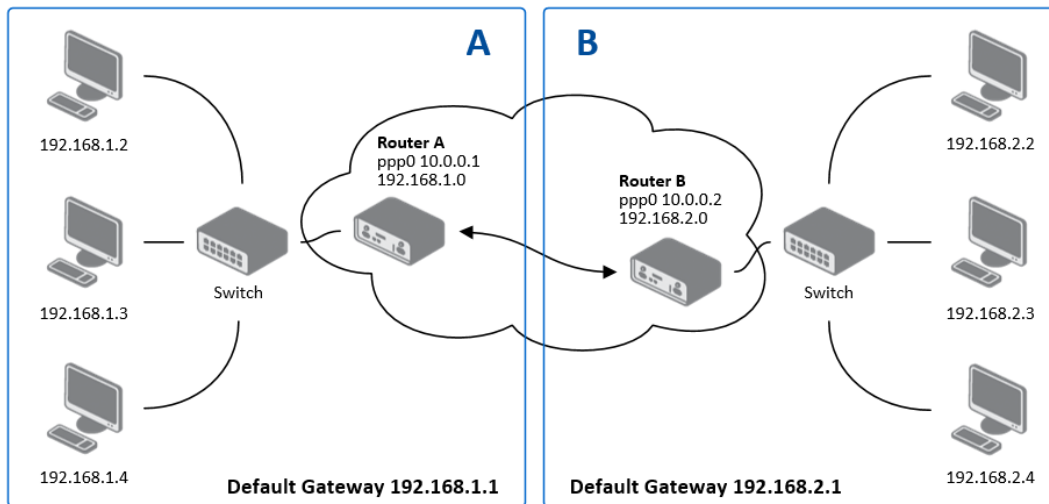 A
192.168.1.2
192.168.1.3
192.168.1.4
Switch
Router A
ppp0 10.0.0.1
192.168.1.0
Default Gateway 192.168.1.1
B
Router B
ppp0 10.0.0.2
192.168.2.0
Switch
192.168.2.2
192.168.2.3
192.168.2.4
Default Gateway 192.168.2.1